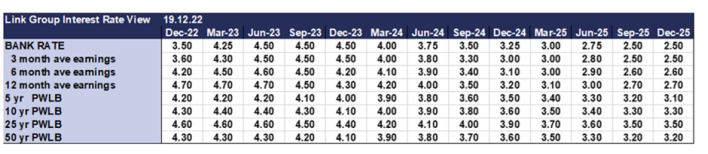 Link Group Interest Rate View 19.12.22
Dec-22 Mar-23 Jun-23 Sep-23 Dec-23 Mar-24 Jun-24 Sep-24 Dec-24 Mar-25 Jun-25 Sep-25 Dec-25
BANK RATE 3.50 4.25 4.50 4.50 4.50 4.00 3.75 3.50 3.25 3.00 2.75 2.50 2.50
3 month ave earnings 3.60 4.30 4.50 4.50 4.50 4.00 3.80 3.30 3.00 3.00 2.80 2.50 2.50
6 month ave earnings 4.20 4.50 4.60 4.50 4.20 4.10 3.90 3.40 3.10 3.00 2.90 2.60 2.60
12 month ave earnings 4.70 4.70 4.70 4.50 4.30 4.20 4.00 3.50 3.20 3.10 3.00 2.70 2.70
5 yr PWLB 4.20 4.20 4.20 4.10 4.00 3.90 3.80 3.60 3.50 3.40 3.30 3.20 3.10
10 yr PWLB 4.30 4.40 4.40 4.30 4.10 4.00 3.90 3.80 3.60 3.50 3.40 3.30 3.30
25 yr PWLB 4.60 4.60 4.60 4.50 4.40 4.20 4.10 4.00 3.90 3.70 3.60 3.50 3.50
50 yr PWLB 4.30 4.30 4.30 4.20 4.10 3.90 3.80 3.70 3.60 3.50 3.30 3.20 3.20